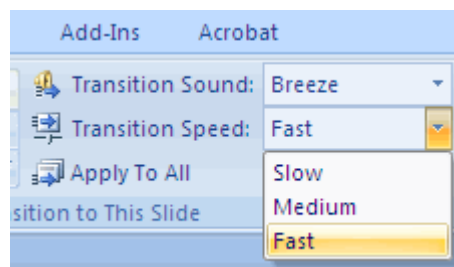 Add-Ins Acrobat
Transition Sound: Breeze
Transition Speed: Fast
Apply To All
Slow
Medium
sition to This Slide
Fast